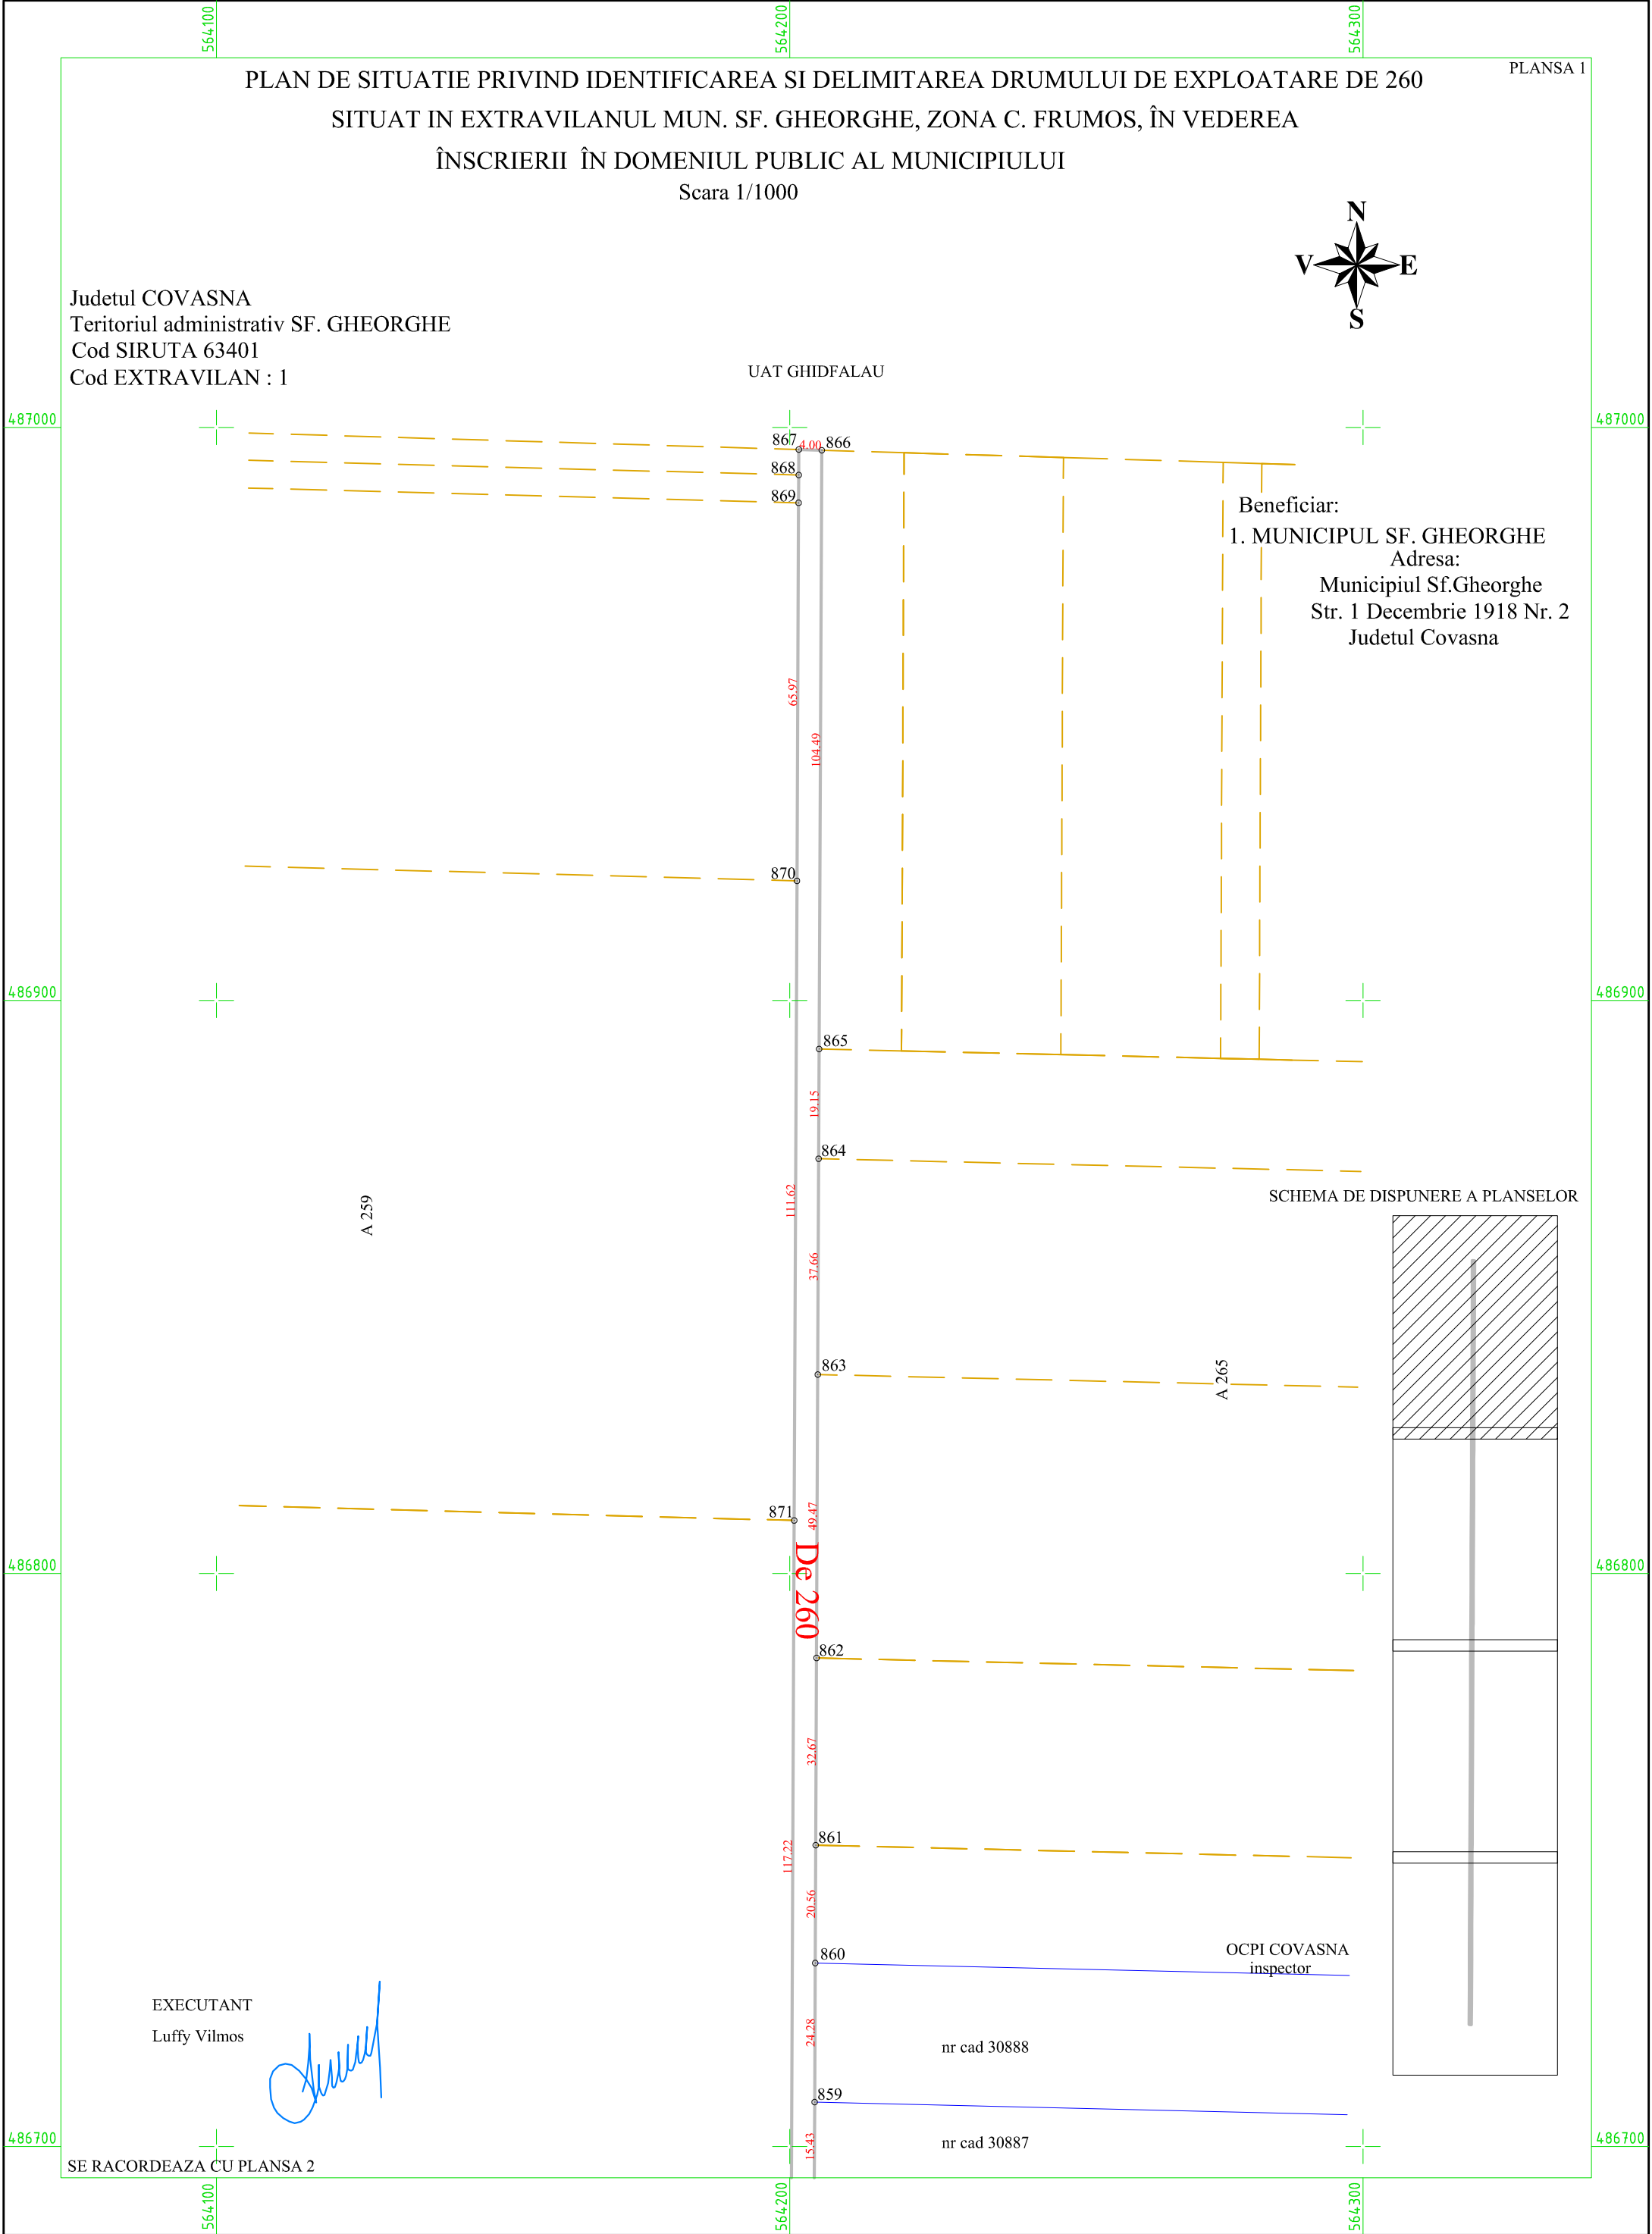 564100
564200
564300
PLANSA 1
PLAN DE SITUATIE PRIVIND IDENTIFICAREA SI DELIMITAREA DRUMULUI DE EXPLOATARE DE 260
SITUAT IN EXTRAVILANUL MUN. SF. GHEORGHE, ZONA C. FRUMOS, ÎN VEDEREA
ÎNSCRIERII ÎN DOMENIUL PUBLIC AL MUNICIPIULUI
Scara 1/1000
N
V
E
S
Judetul COVASNA
Teritoriul administrativ SF. GHEORGHE
Cod SIRUTA 63401
Cod EXTRAVILAN : 1
UAT GHIDFALAU
487000
487000
867
4.00
866
868
869
Beneficiar:
1. MUNICIPUL SF. GHEORGHE
Adresa:
Municipiul Sf.Gheorghe
Str. 1 Decembrie 1918 Nr. 2
Judetul Covasna
65.97
104.49
870
486900
486900
865
19.15
864
A 259
111.62
SCHEMA DE DISPUNERE A PLANSELOR
37.66
863
A 265
871
49.47
486800
De 260
486800
862
32.67
861
117.22
20.56
860
OCPI COVASNA
inspector
EXECUTANT
Luffy Vilmos
24.28
nr cad 30888
859
486700
15.43
nr cad 30887
486700
SE RACORDEAZA CU PLANSA 2
564100
564200
564300